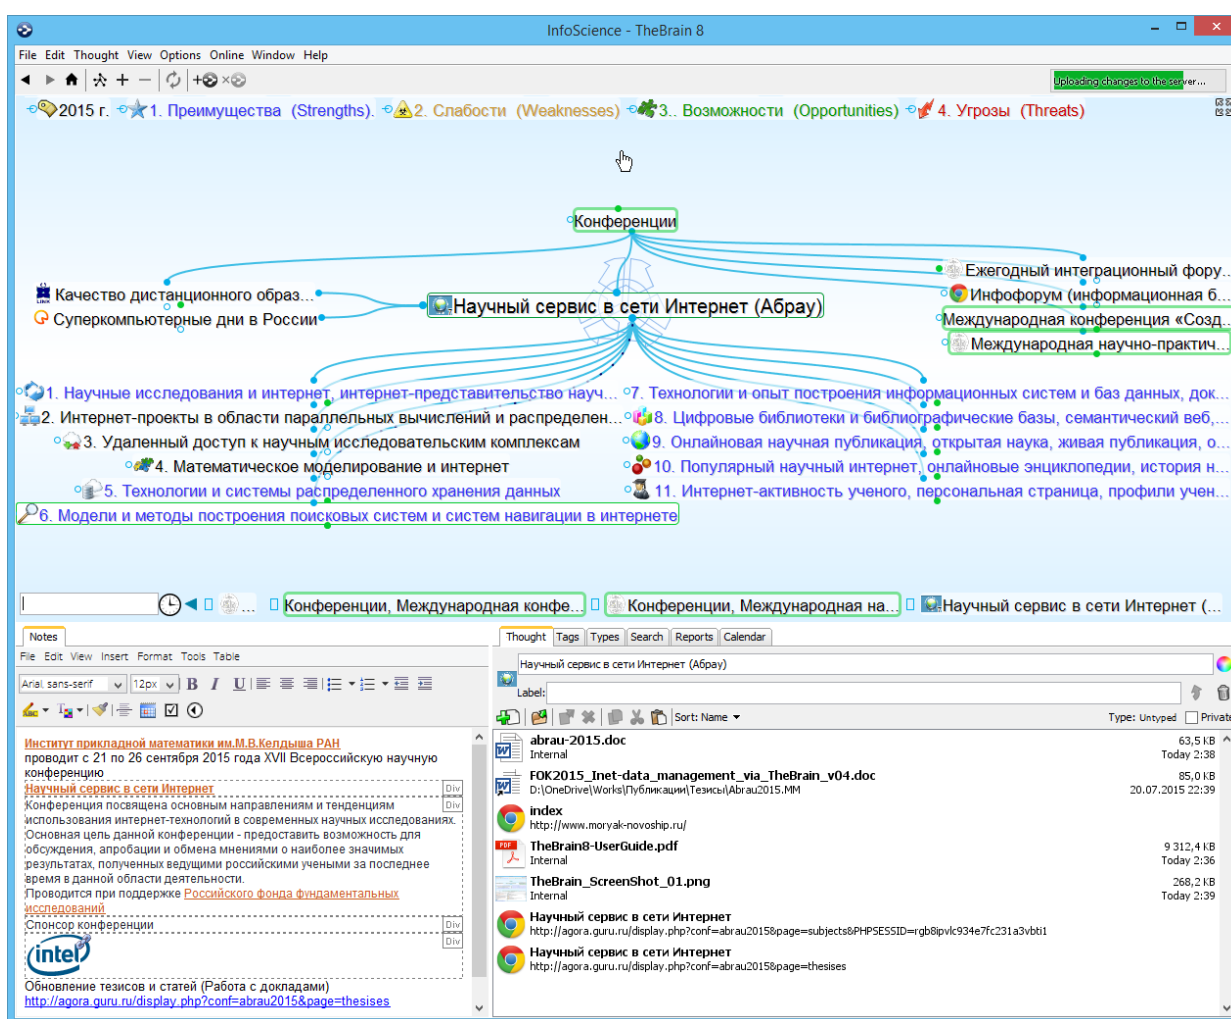 InfoScience - TheBrain 8
File Edit Thought View Options Online Window Help
Uploading changes to the server...
2015 г. 1. Преимущества (Strengths). 2. Слабости (Weaknesses) 3.. Возможности (Opportunities) 4. Угрозы (Threats)
Конференции
Ежегодный интеграционный фору...
Качество дистанционного образ...
Научный сервис в сети Интернет (Абрау)
Инфофорум (информационная б...
Суперкомпьютерные дни в России
Международная конференция «Созд...
Международная научно-практич...
1. Научные исследования и интернет, интернет-представительство науч...
2. Интернет-проекты в области параллельных вычислений и распределен...
3. Удаленный доступ к научным исследовательским комплексам
4. Математическое моделирование и интернет
5. Технологии и системы распределенного хранения данных
6. Модели и методы построения поисковых систем и систем навигации в интернете
7. Технологии и опыт построения информационных систем и баз данных, док...
8. Цифровые библиотеки и библиографические базы, семантический веб,...
9. Онлайновая научная публикация, открытая наука, живая публикация, о...
10. Популярный научный интернет, онлайновые энциклопедии, история н...
11. Интернет-активность ученого, персональная страница, профили учен...
... Конференции, Международная конфе... Конференции, Международная на... Научный сервис в сети Интернет (...
Notes
File Edit View Insert Format Tools Table
Arial, sans-serif 12px B I U
Институт прикладной математики им.М.В.Келдыша РАН
проводит с 21 по 26 сентября 2015 года XVII Всероссийскую научную
конференцию
Научный сервис в сети Интернет Div
Конференция посвящена основным направлениям и тенденциям Div
использования интернет-технологий в современных научных исследованиях.
Основная цель данной конференции - предоставить возможность для
обсуждения, апробации и обмена мнениями о наиболее значимых
результатах, полученных ведущими российскими учеными за последнее
время в данной области деятельности.
Проводится при поддержке Российского фонда фундаментальных
исследований
Спонсор конференции Div
Div
intel
Обновление тезисов и статей (Работа с докладами)
http://agora.guru.ru/display.php?conf=abrau2015&page=thesises
Thought Tags Types Search Reports Calendar
Научный сервис в сети Интернет (Абрау)
Label:
Sort: Name Type: Untyped Private
abrau-2015.doc 63,5 KB
Internal Today 2:38
FOK2015_Inet-data_management_via_TheBrain_v04.doc 85,0 KB
D:\OneDrive\Works\Публикации\Тезисы\Abrau2015.MM 20.07.2015 22:39
index
http://www.moryak-novoship.ru/
TheBrain8-UserGuide.pdf 9 312,4 KB
Internal Today 2:36
TheBrain_ScreenShot_01.png 268,2 KB
Internal Today 2:39
Научный сервис в сети Интернет
http://agora.guru.ru/display.php?conf=abrau2015&page=subjects&PHPSESSID=rgb8ipvlc934e7fc231a3vbti1
Научный сервис в сети Интернет
http://agora.guru.ru/display.php?conf=abrau2015&page=thesises